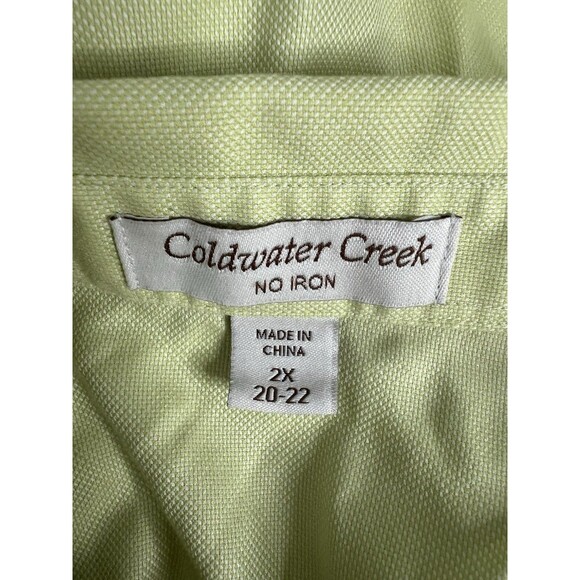 Coldwater Creek
NO IRON
MADE IN
CHINA
2X
20-22